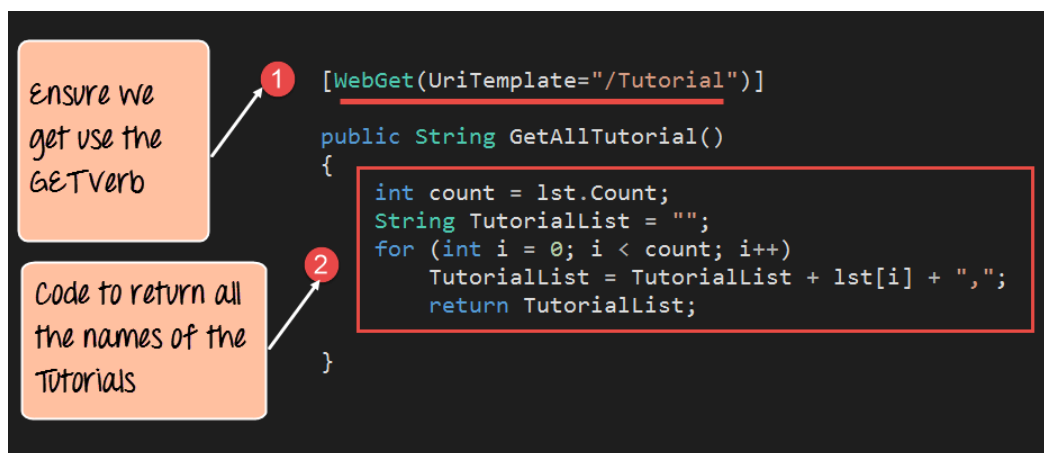 Ensure we
get use the
GETVerb
1
[WebGet(UriTemplate="/Tutorial")]
public String GetAllTutorial()
{
int count = lst.Count;
String TutorialList = "";
for (int i = 0; i < count; i++)
TutorialList = TutorialList + lst[i] + ",";
return TutorialList;
}
2
Code to return all
the names of the
Tutorials